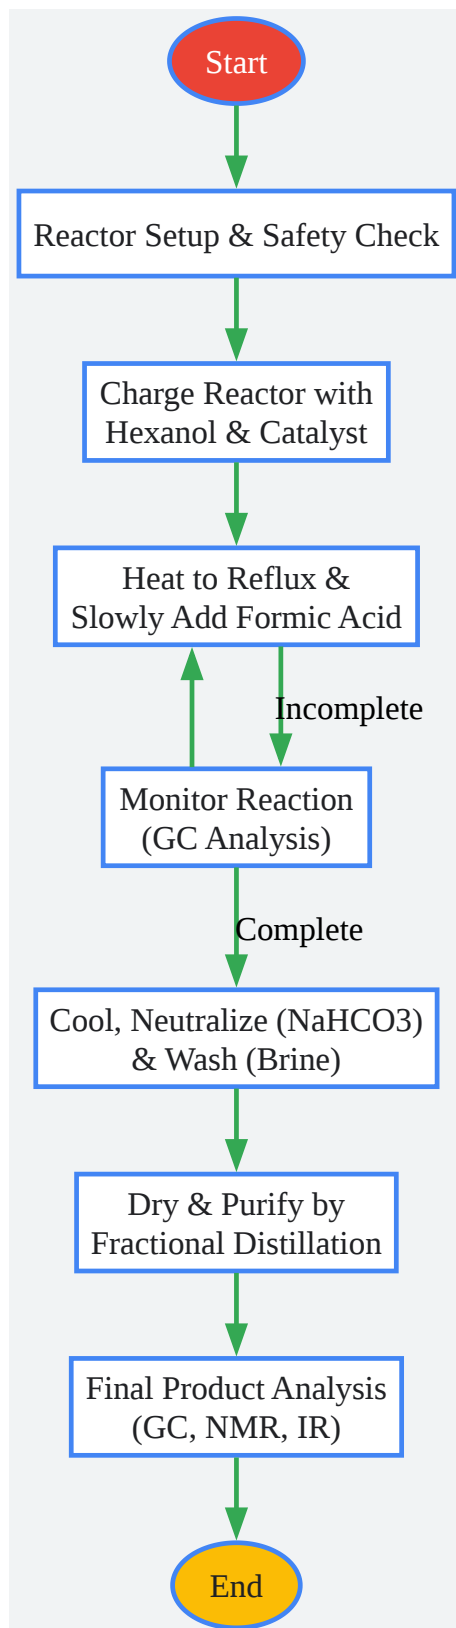 Start
Reactor Setup & Safety Check
Charge Reactor with
Hexanol & Catalyst
Heat to Reflux &
Slowly Add Formic Acid
Incomplete
Monitor Reaction
(GC Analysis)
Complete
Cool, Neutralize (NaHCO3)
& Wash (Brine)
Dry & Purify by
Fractional Distillation
Final Product Analysis
(GC, NMR, IR)
End